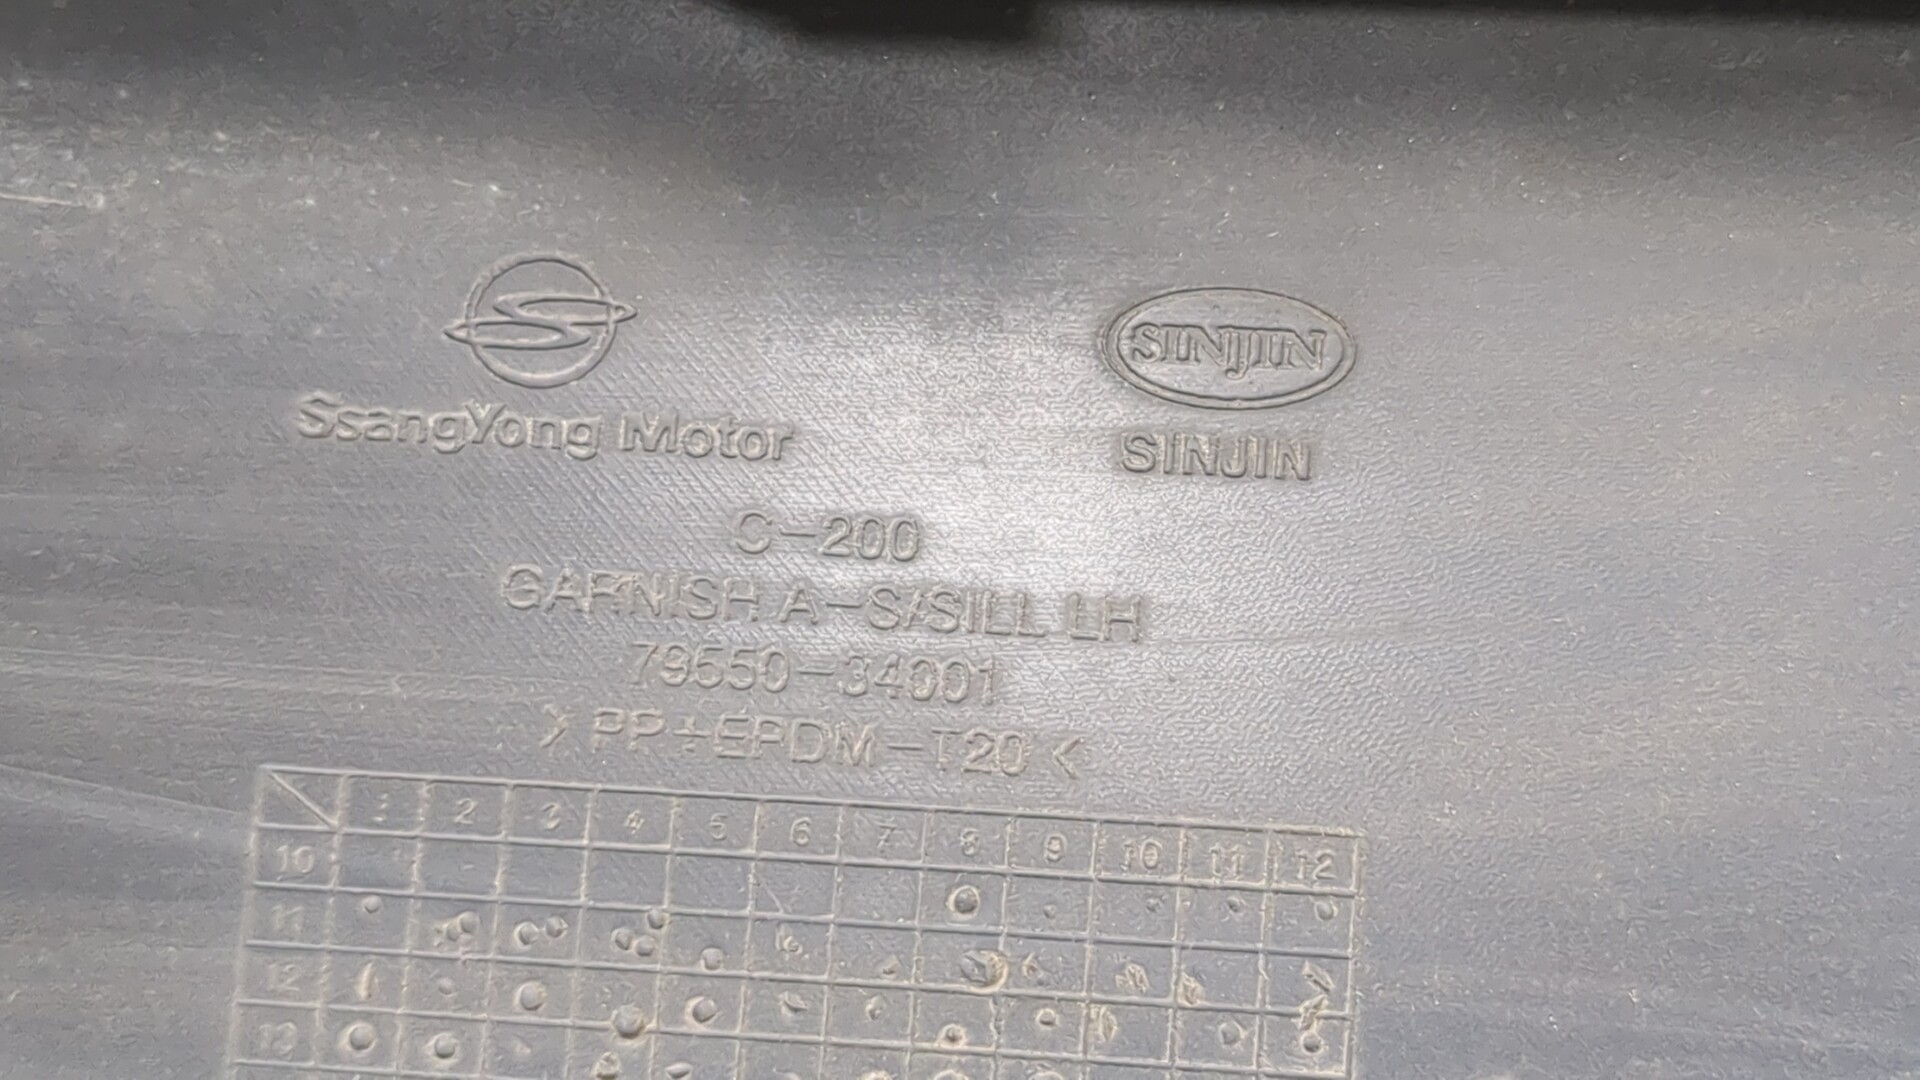 SINJIN
SsangYong Motor
SINJIN
C-200
GARNISH A-S/SILL LH
79550-34001
>PP+EPDM-T20<
1 2 3 4 5 6 7 8 9 10 11 12
10
11
12
13